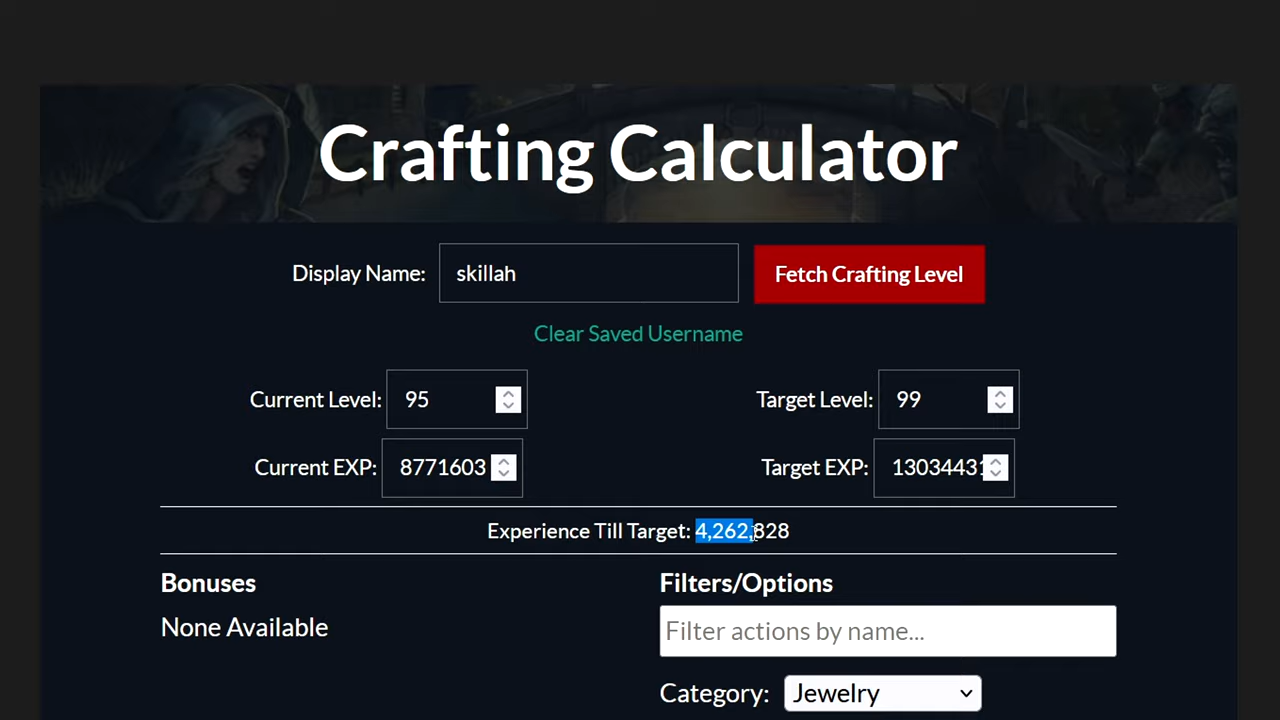 Crafting Calculator
Display Name: skillah Fetch Crafting Level
Clear Saved Username
Current Level: 95 Target Level: 99
Current EXP: 8771603 Target EXP: 13034431
Experience Till Target: 4,262,828
Bonuses Filters/Options
None Available Filter actions by name...
Category: Jewelry